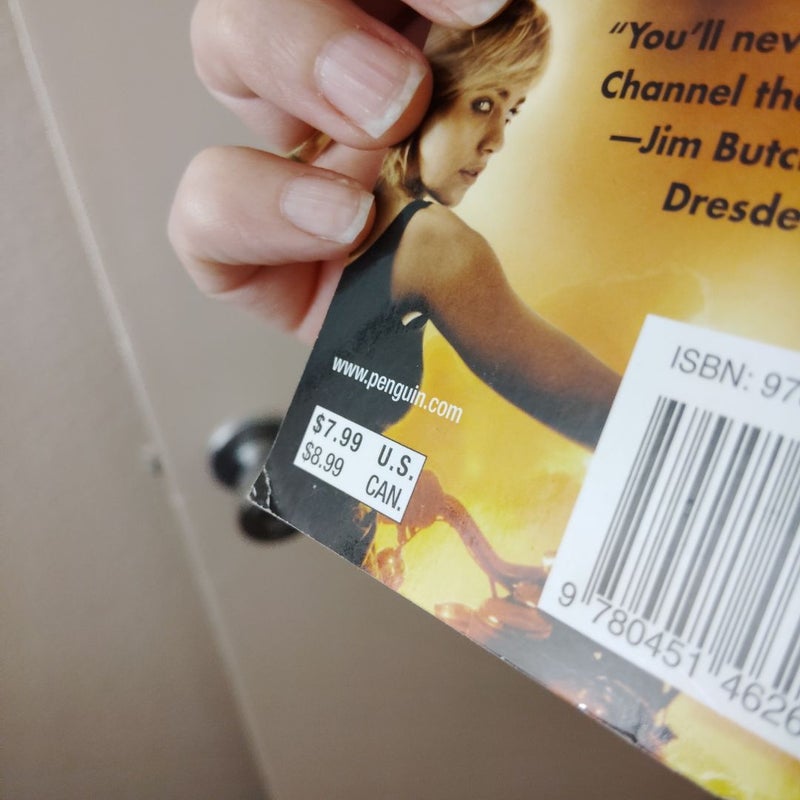 "You'll nev
Channel th
—Jim Butc
Dresde
www.penguin.com
$7.99 U.S.
$8.99 CAN.
ISBN: 97
9 780451 4626